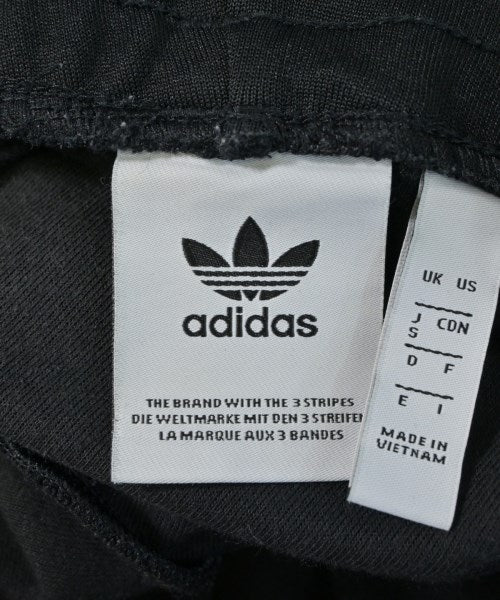 adidas
THE BRAND WITH THE 3 STRIPES
DIE WELTMARKE MIT DEN 3 STREIFEN
LA MARQUE AUX 3 BANDES
UK US
J S CDN
D F
E I
MADE IN
VIETNAM